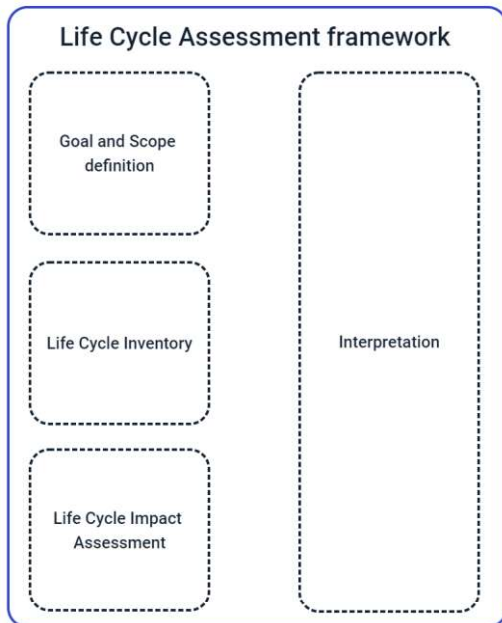 Life Cycle Assessment framework
Goal and Scope
definition
Life Cycle Inventory
Life Cycle Impact
Assessment
Interpretation